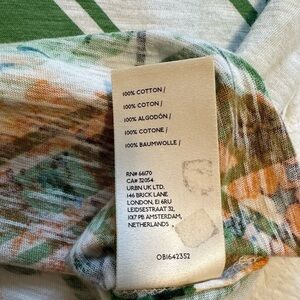 100% COTTON /
100% COTON /
100% ALGODÓN /
100% COTONE /
100% BAUMWOLLE /
RN# 66170
CA# 32054
URBN UK LTD,
146 BRICK LANE
LONDON, E1 6RU
LEIDSESTRAAT 32,
1017 PB AMSTERDAM,
NETHERLANDS
OB1642352